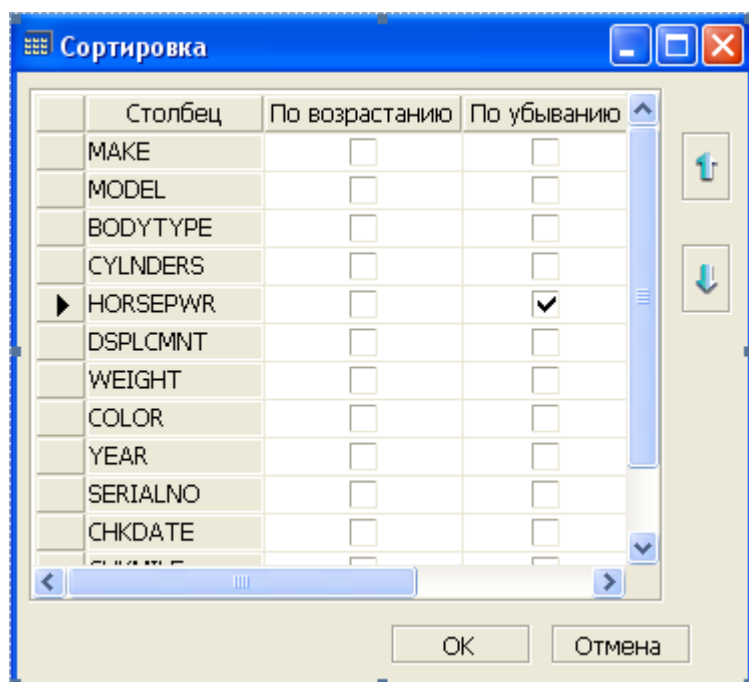 Сортировка
Столбец По возрастанию По убыванию
MAKE
MODEL
BODYTYPE
CYLNDERS
HORSEPWR
DSPLCMNT
WEIGHT
COLOR
YEAR
SERIALNO
CHKDATE
OK Отмена